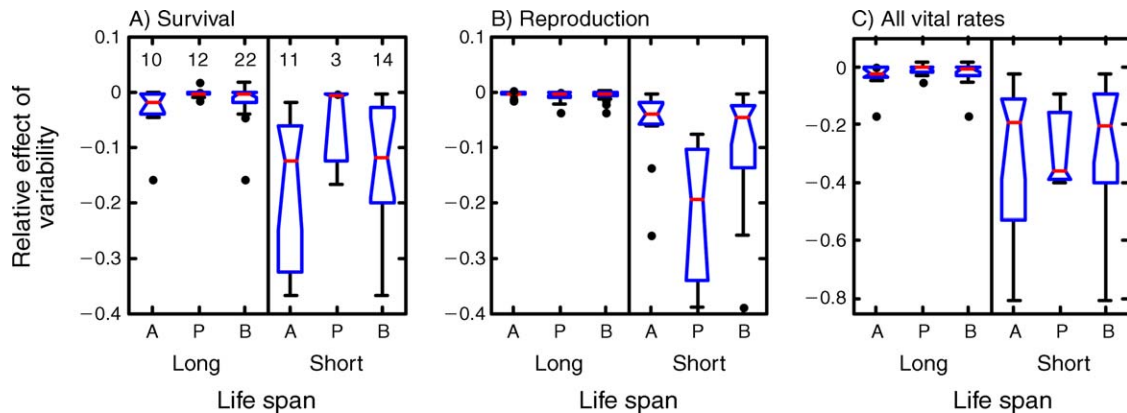 A) Survival
B) Reproduction
C) All vital rates
Relative effect of
variability
0.1
0
−0.1
−0.2
−0.3
−0.4
10 12 22 11 3 14
A P B A P B
Long Short
Life span
0.1
0
−0.1
−0.2
−0.3
−0.4
A P B A P B
Long Short
Life span
0
−0.2
−0.4
−0.6
−0.8
A P B A P B
Long Short
Life span